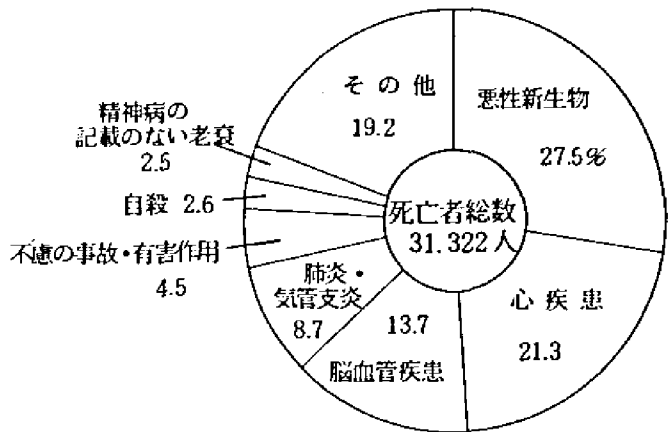 その他
19.2
悪性新生物
27.5%
精神病の
記載のない老衰
2.5
自殺 2.6
不慮の事故・有害作用
4.5
死亡者総数
31.322人
肺炎・
気管支炎
8.7
13.7
脳血管疾患
心疾患
21.3